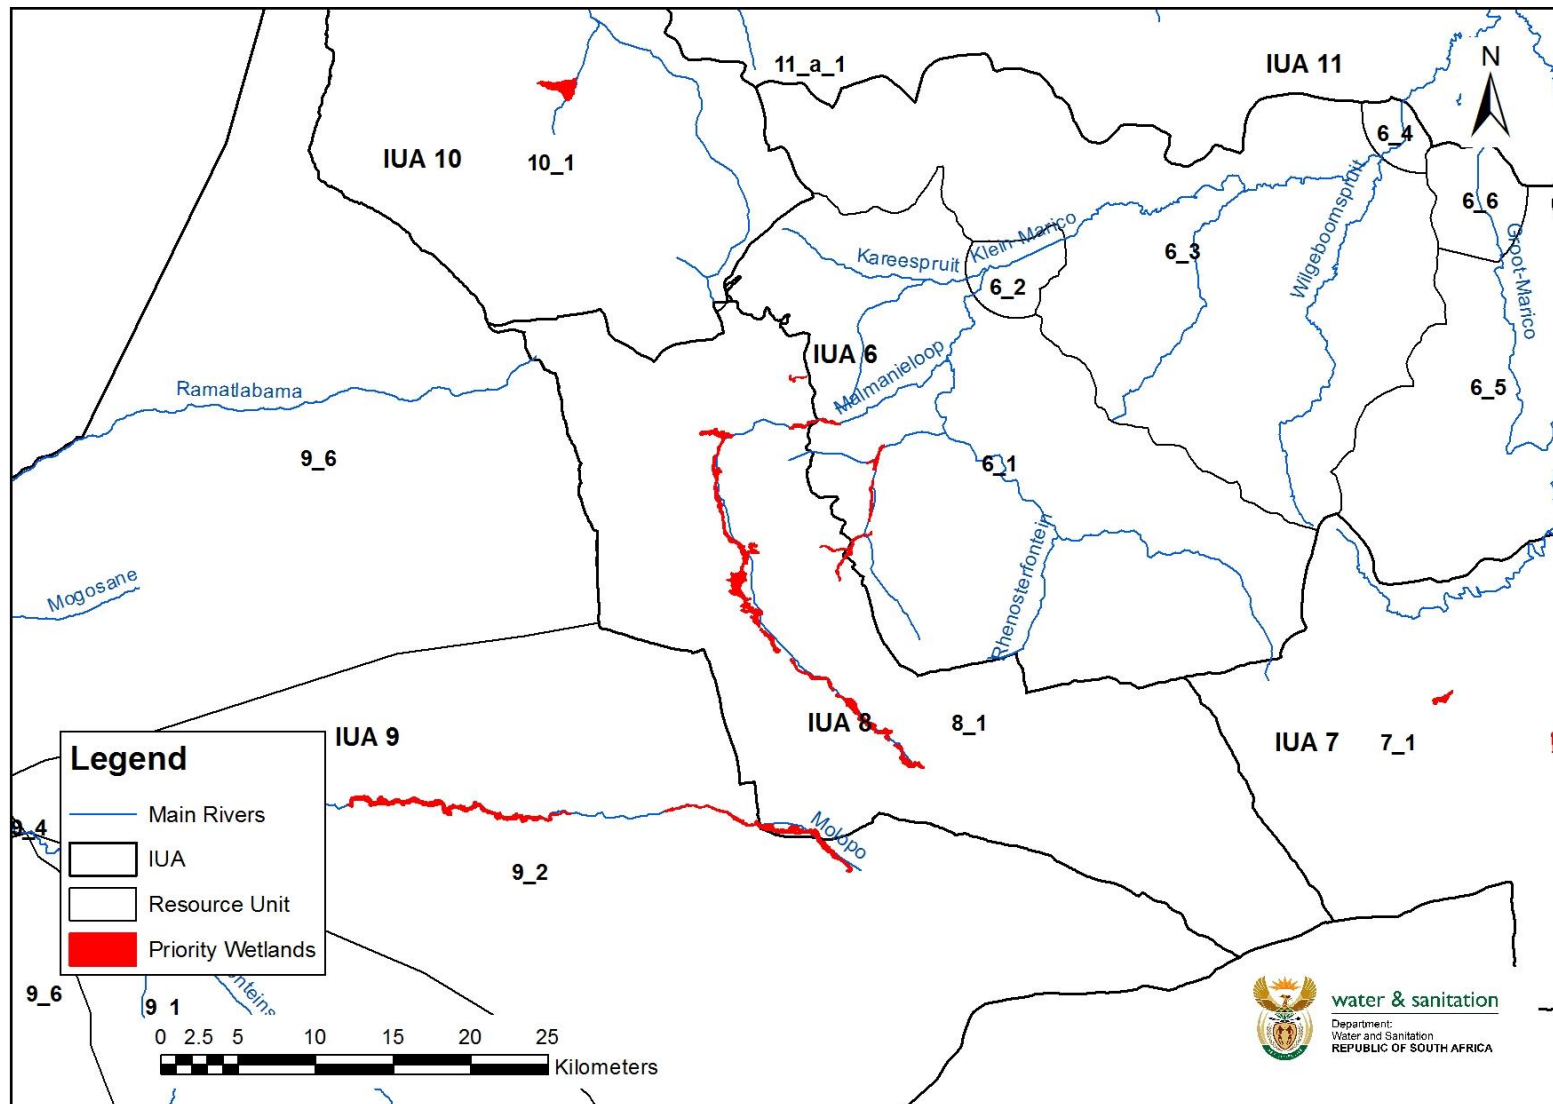 11_a_1
IUA 11
N
6_4
IUA 10
10_1
6_6
Klein-Marico
Kareespruit
6_3
Wilgeboomspruit
Groot-Marico
6_2
IUA 6
Malmanieloop
Ramatlabama
6_5
9_6
6_1
Mogosane
Rhenosterfontein
IUA 9
IUA 8
8_1
IUA 7
7_1
Legend
Main Rivers
IUA
Resource Unit
Priority Wetlands
9_4
Molopo
9_2
9_6
9_1
0 2.5 5 10 15 20 25
Kilometers
water & sanitation
Department:
Water and Sanitation
REPUBLIC OF SOUTH AFRICA